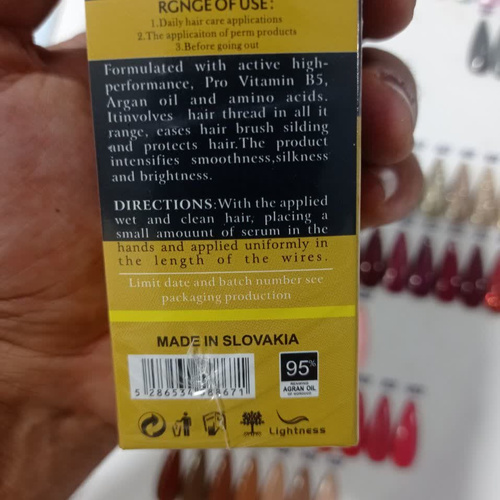 RGNGE OF USE:
1.Daily hair care applications
2.The applicaiton of perm products
3.Before going out
Formulated with active high-
performance, Pro Vitamin B5,
Argan oil and amino acids.
Itinvolves hair thread in all it
range, eases hair brush silding
and protects hair.The product
intensifies smoothness,silkness
and brightness.
DIRECTIONS:With the applied
wet and clean hair, placing a
small amouunt of serum in the
hands and applied uniformly in
the length of the wires.
Limit date and batch number see
packaging production
MADE IN SLOVAKIA
95%
ARGAN OIL
Lightness